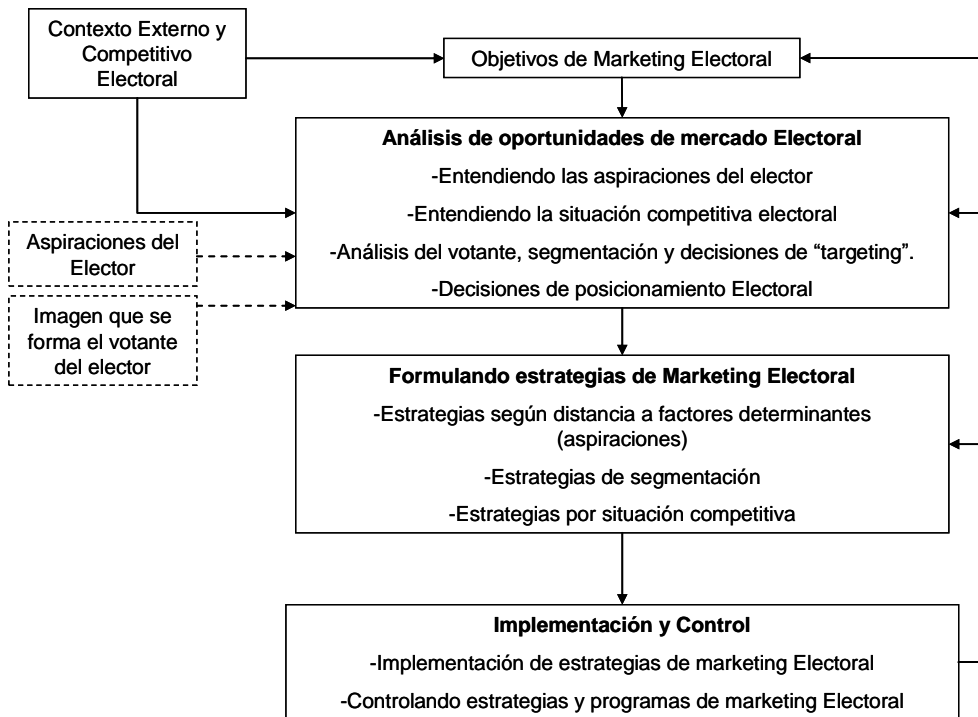 Contexto Externo y
Competitivo
Electoral
Objetivos de Marketing Electoral
Análisis de oportunidades de mercado Electoral
-Entendiendo las aspiraciones del elector
-Entendiendo la situación competitiva electoral
-Análisis del votante, segmentación y decisiones de “targeting”.
-Decisiones de posicionamiento Electoral
Aspiraciones del
Elector
Imagen que se
forma el votante
del elector
Formulando estrategias de Marketing Electoral
-Estrategias según distancia a factores determinantes
(aspiraciones)
-Estrategias de segmentación
-Estrategias por situación competitiva
Implementación y Control
-Implementación de estrategias de marketing Electoral
-Controlando estrategias y programas de marketing Electoral